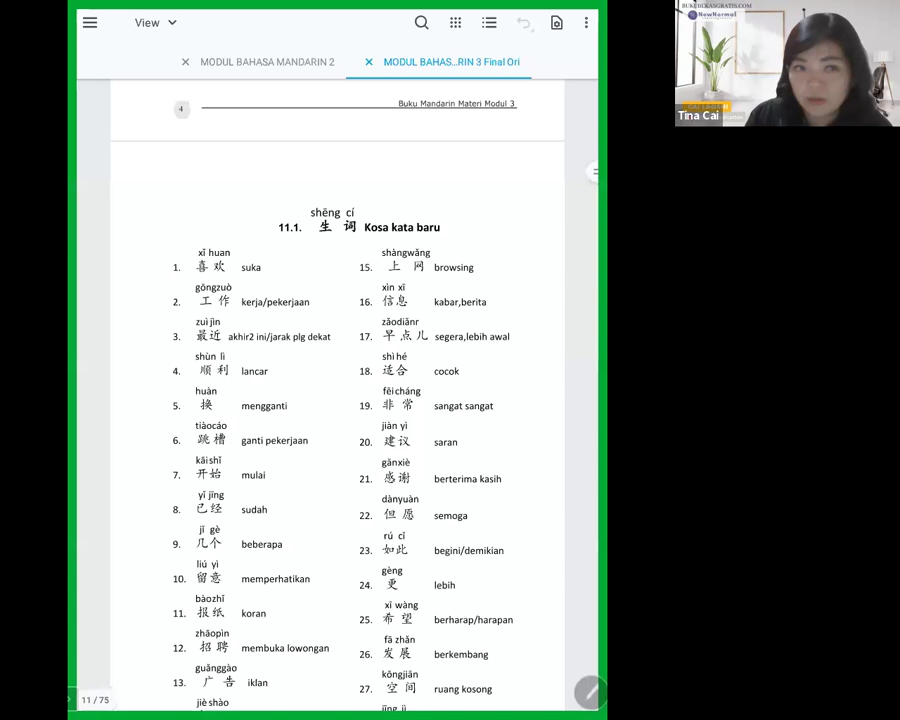 View
MODUL BAHASA MANDARIN 2
MODUL BAHAS...RIN 3 Final Ori
4
Buku Mandarin Materi Modul 3
shēng cí
11.1. 生 词 Kosa kata baru
xǐ huan
1. 喜 欢 suka
gōngzuò
2. 工 作 kerja/pekerjaan
zuìjìn
3. 最近 akhir2 ini/jarak plg dekat
shùn lì
4. 顺 利 lancar
huàn
5. 换 mengganti
tiàocáo
6. 跳 槽 ganti pekerjaan
kāishǐ
7. 开 始 mulai
yǐ jīng
8. 已 经 sudah
jǐ gè
9. 几 个 beberapa
liú yì
10. 留 意 memperhatikan
bàozhǐ
11. 报 纸 koran
zhāopìn
12. 招 聘 membuka lowongan
guǎnggào
13. 广 告 iklan
jiè shào
shàngwǎng
15. 上 网 browsing
xìn xī
16. 信息 kabar,berita
zǎodiǎnr
17. 早 点 儿 segera,lebih awal
shì hé
18. 适合 cocok
fēicháng
19. 非 常 sangat sangat
jiàn yì
20. 建 议 saran
gǎnxiè
21. 感 谢 berterima kasih
dànyuàn
22. 但 愿 semoga
rú cǐ
23. 如此 begini/demikian
gèng
24. 更 lebih
xī wàng
25. 希 望 berharap/harapan
fā zhǎn
26. 发 展 berkembang
kōngjiān
27. 空 间 ruang kosong
11 / 75
BUKUBEKASGRATIS.COM
NewNormal
Tina Cai